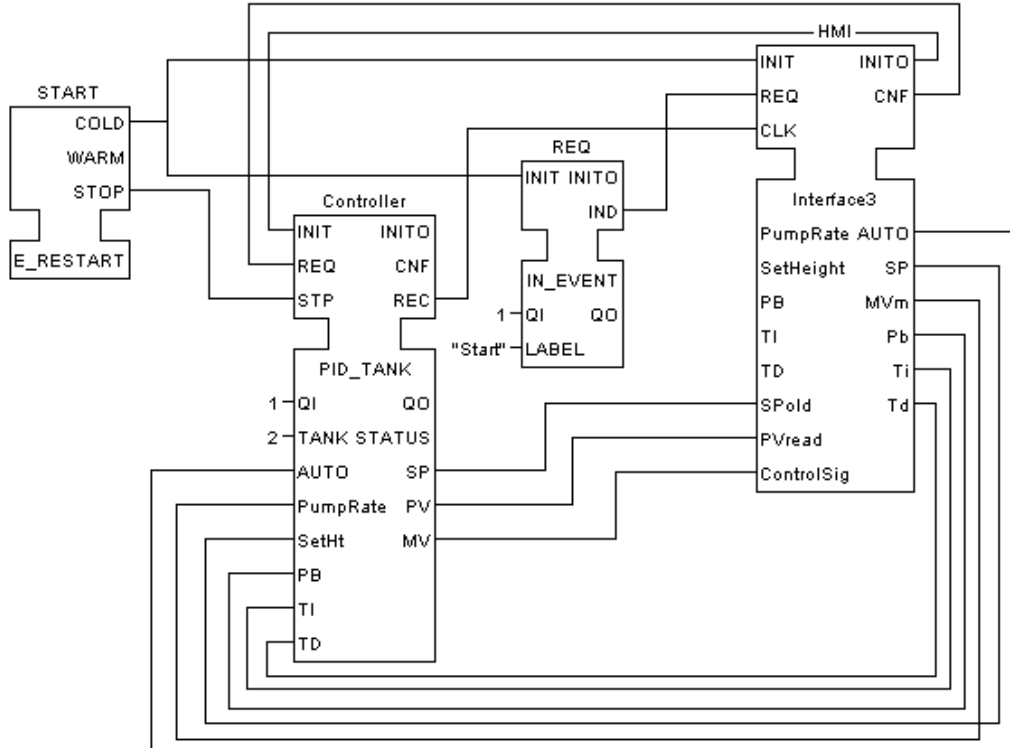 HMI
INIT INITO
REQ CNF
CLK
Interface3
PumpRate AUTO
SetHeight SP
PB MVm
TI Pb
TD Ti
SPold Td
PVread
ControlSig
START
COLD
WARM
STOP
E_RESTART
REQ
INIT INITO
IND
IN_EVENT
1 QI QO
"Start" LABEL
Controller
INIT INITO
REQ CNF
STP REC
PID_TANK
1 QI QO
2 TANK STATUS
AUTO SP
PumpRate PV
SetHt MV
PB
TI
TD